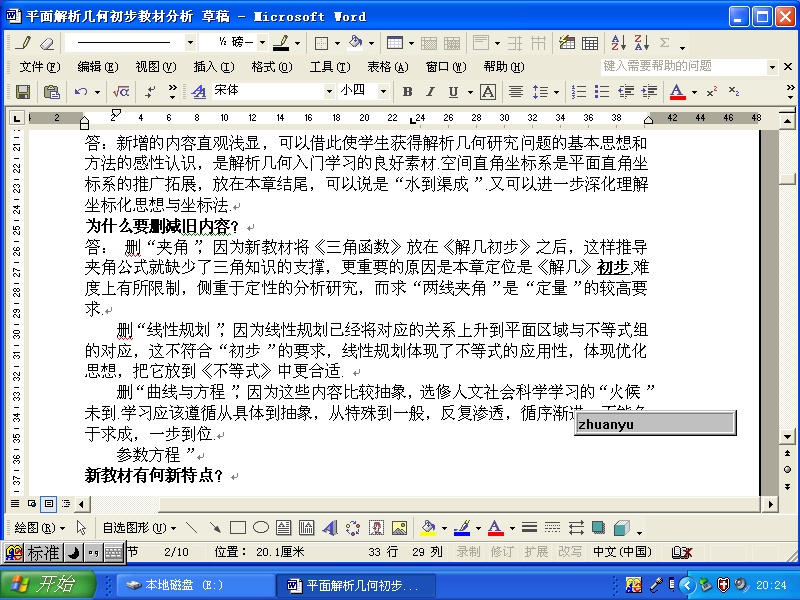 平面解析几何初步教材分析 草稿 - Microsoft Word
½ 磅
文件(F) 编辑(E) 视图(V) 插入(I) 格式(O) 工具(T) 表格(A) 窗口(W) 帮助(H) 键入需要帮助的问题
宋体 小四 B I U A
2 2 4 6 8 10 12 14 16 18 20 22 24 26 28 30 32 34 36 38 42 44 46 48
答：新增的内容直观浅显，可以借此使学生获得解析几何研究问题的基本思想和
方法的感性认识，是解析几何入门学习的良好素材.空间直角坐标系是平面直角坐
标系的推广拓展，放在本章结尾，可以说是“水到渠成”.又可以进一步深化理解
坐标化思想与坐标法.
为什么要删减旧内容？
答： 删“夹角”，因为新教材将《三角函数》放在《解几初步》之后，这样推导
夹角公式就缺少了三角知识的支撑，更重要的原因是本章定位是《解几》初步,难
度上有所限制，侧重于定性的分析研究，而求“两线夹角”是“定量”的较高要
求.
删“线性规划”，因为线性规划已经将对应的关系上升到平面区域与不等式组
的对应，这不符合“初步”的要求，线性规划体现了不等式的应用性，体现优化
思想，把它放到《不等式》中更合适.
删“曲线与方程”，因为这些内容比较抽象，选修人文社会科学学习的“火候”
未到.学习应该遵循从具体到抽象，从特殊到一般，反复渗透，循序渐进，不能急
于求成，一步到位.
zhuanyu
参数方程”
新教材有何新特点？
绘图(R) 自选图形(U)
标准 节 2/10 位置： 20.1厘米 33 行 29 列 录制 修订 扩展 改写 中文(中国)
开始 本地磁盘 (E:) 平面解析几何初步... 20:24